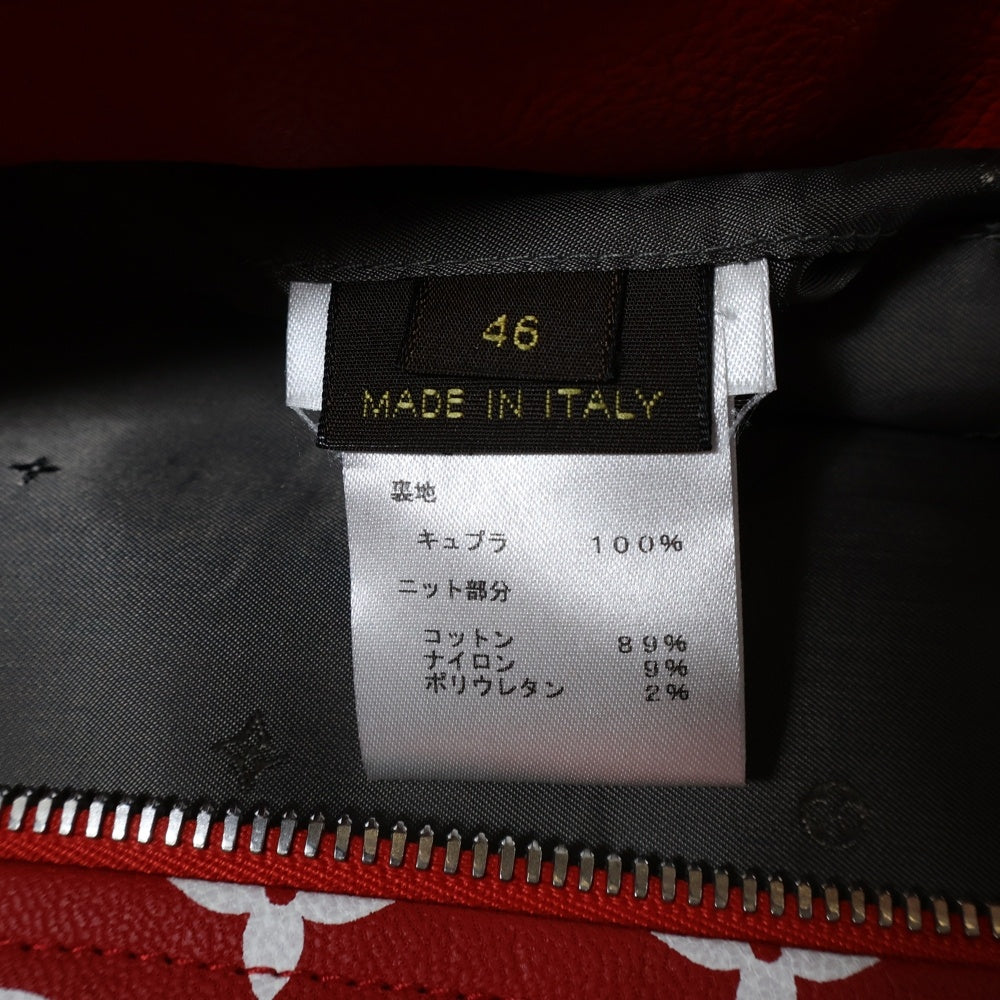 46
MADE IN ITALY
裏地
キュプラ 100%
ニット部分
コットン 89%
ナイロン 9%
ポリウレタン 2%